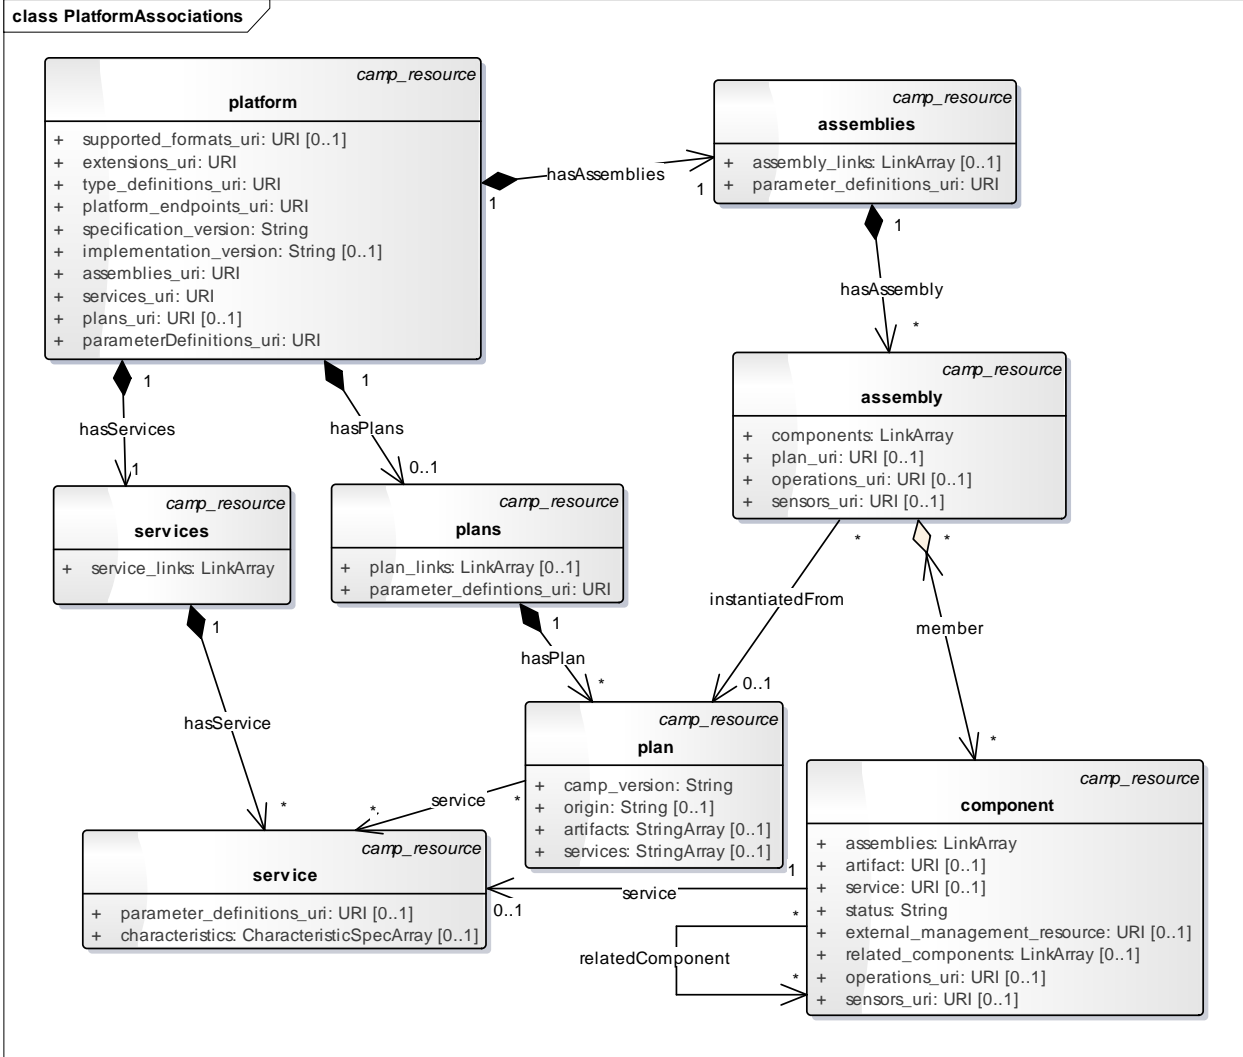 class PlatformAssociations
camp_resource
platform
+ supported_formats_uri: URI [0..1]
+ extensions_uri: URI
+ type_definitions_uri: URI
+ platform_endpoints_uri: URI
+ specification_version: String
+ implementation_version: String [0..1]
+ assemblies_uri: URI
+ services_uri: URI
+ plans_uri: URI [0..1]
+ parameterDefinitions_uri: URI
camp_resource
assemblies
+ assembly_links: LinkArray [0..1]
+ parameter_definitions_uri: URI
hasAssemblies
1
1
1
hasAssembly
*
1
hasServices
1
1
hasPlans
0..1
camp_resource
assembly
+ components: LinkArray
+ plan_uri: URI [0..1]
+ operations_uri: URI [0..1]
+ sensors_uri: URI [0..1]
camp_resource
services
+ service_links: LinkArray
camp_resource
plans
+ plan_links: LinkArray [0..1]
+ parameter_defintions_uri: URI
*
*
instantiatedFrom
0..1
member
*
1
hasPlan
*
1
hasService
*
camp_resource
plan
+ camp_version: String
+ origin: String [0..1]
+ artifacts: StringArray [0..1]
+ services: StringArray [0..1]
*
service
*
camp_resource
service
+ parameter_definitions_uri: URI [0..1]
+ characteristics: CharacteristicSpecArray [0..1]
1
service
0..1
camp_resource
component
+ assemblies: LinkArray
+ artifact: URI [0..1]
+ service: URI [0..1]
+ status: String
+ external_management_resource: URI [0..1]
+ related_components: LinkArray [0..1]
+ operations_uri: URI [0..1]
+ sensors_uri: URI [0..1]
*
relatedComponent
*